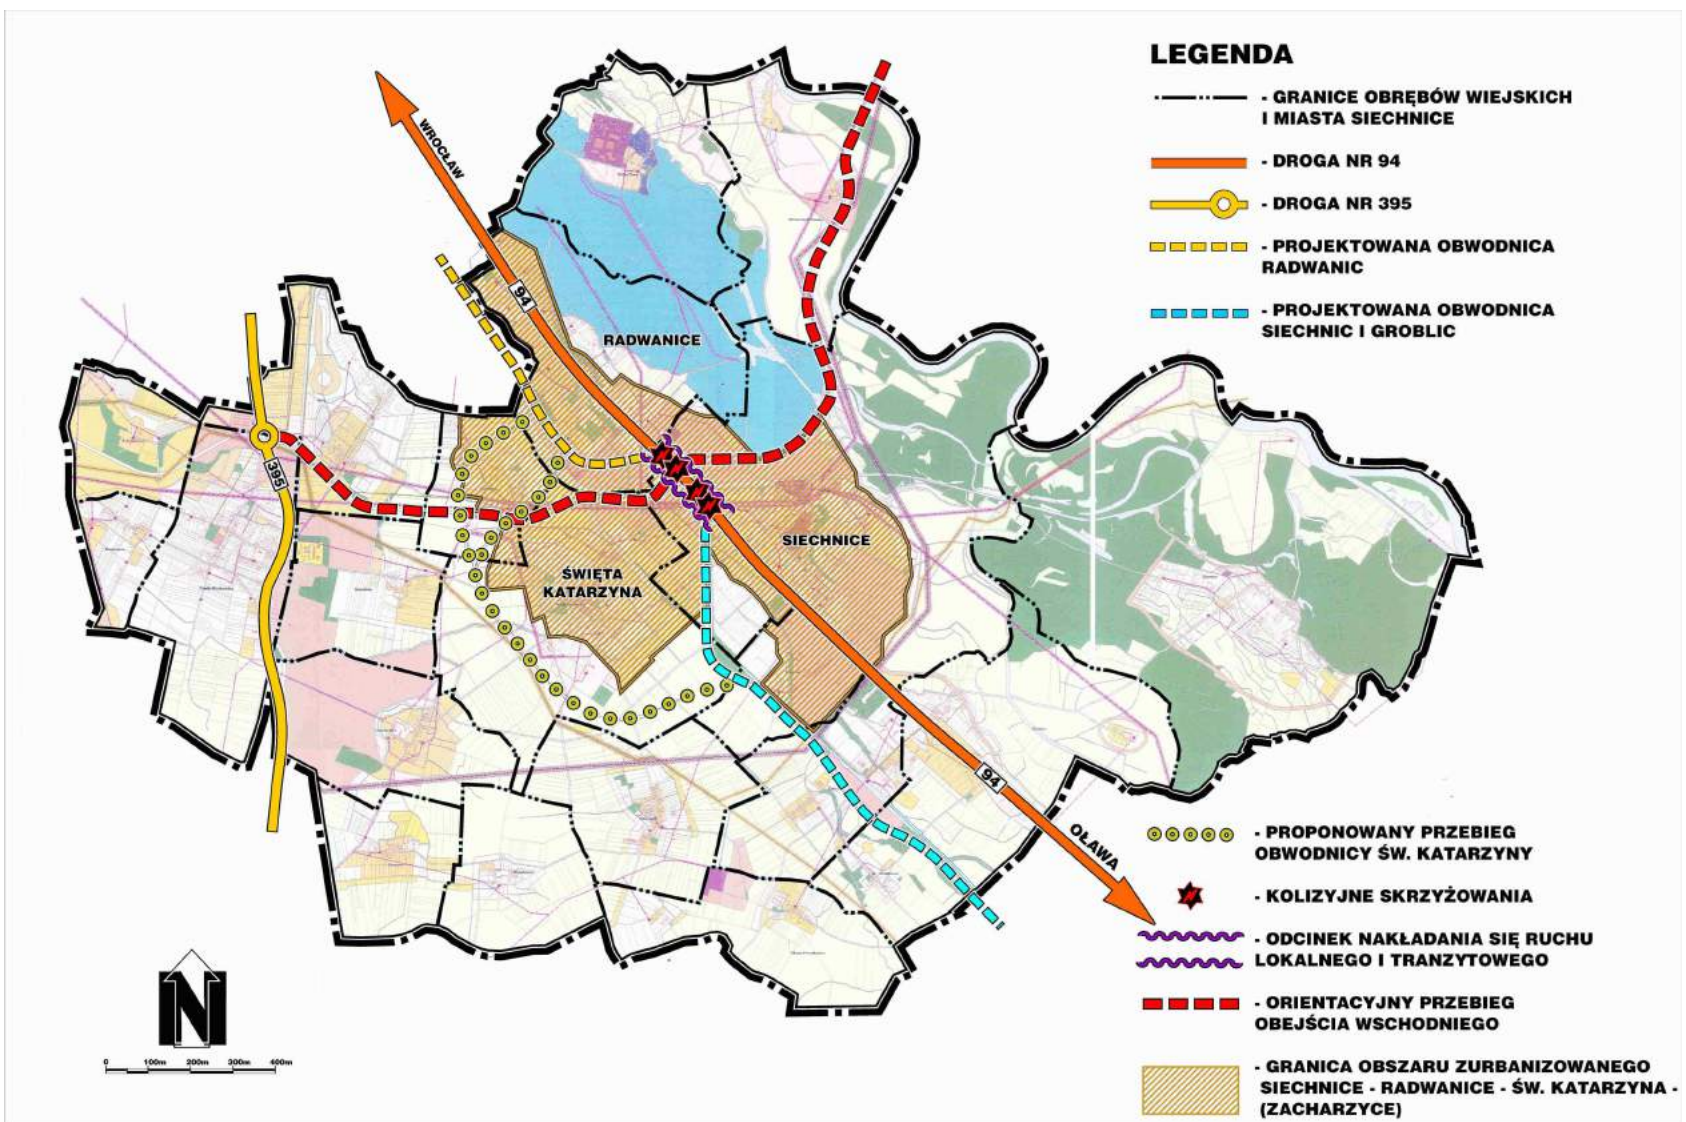 LEGENDA
- GRANICE OBRĘBÓW WIEJSKICH
I MIASTA SIECHNICE
- DROGA NR 94
- DROGA NR 395
- PROJEKTOWANA OBWODNICA
RADWANIC
- PROJEKTOWANA OBWODNICA
SIECHNIC I GROBLIC
WROCŁAW
94
RADWANICE
395
SIECHNICE
ŚWIĘTA
KATARZYNA
94
OŁAWA
- PROPONOWANY PRZEBIEG
OBWODNICY ŚW. KATARZYNY
- KOLIZYJNE SKRZYŻOWANIA
- ODCINEK NAKŁADANIA SIĘ RUCHU
LOKALNEGO I TRANZYTOWEGO
- ORIENTACYJNY PRZEBIEG
OBEJŚCIA WSCHODNIEGO
- GRANICA OBSZARU ZURBANIZOWANEGO
SIECHNICE - RADWANICE - ŚW. KATARZYNA -
(ZACHARZYCE)
N
0 100m 200m 300m 400m